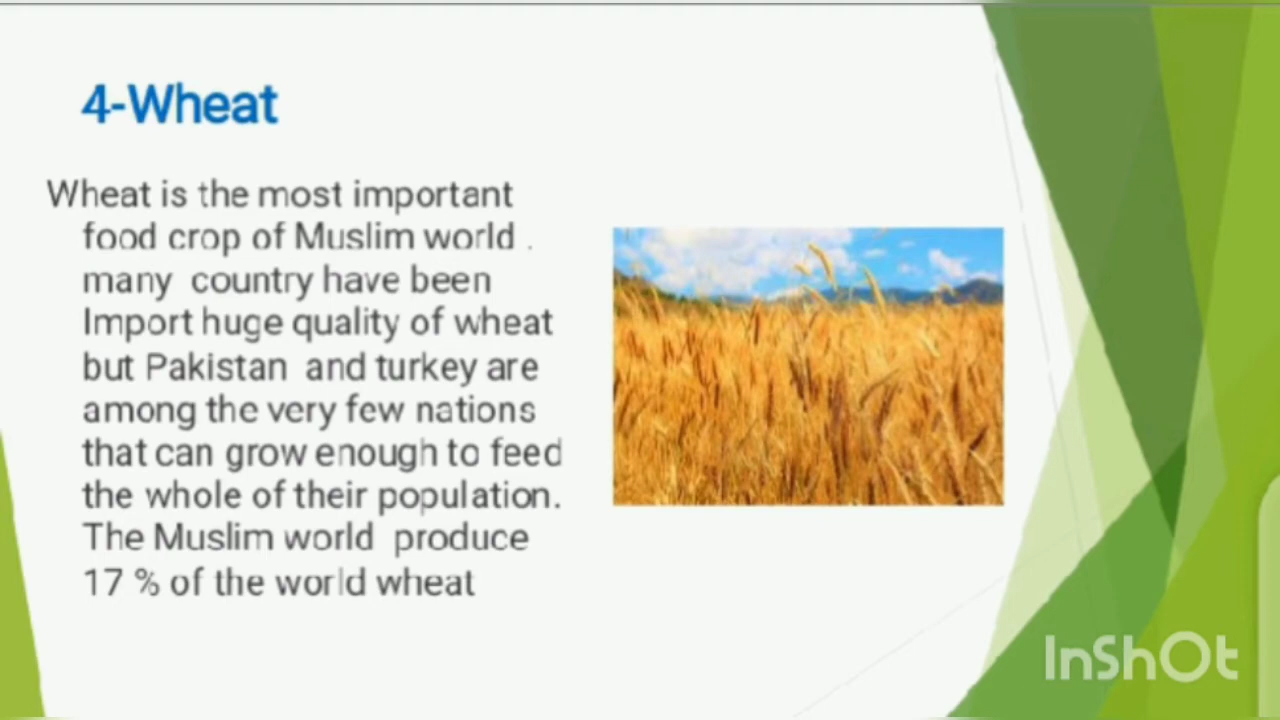 4-Wheat
Wheat is the most important
food crop of Muslim world .
many country have been
Import huge quality of wheat
but Pakistan and turkey are
among the very few nations
that can grow enough to feed
the whole of their population.
The Muslim world produce
17 % of the world wheat
InShOt